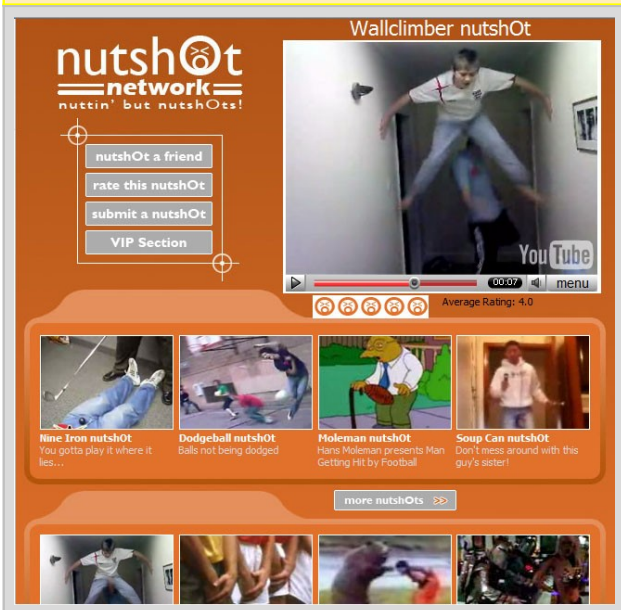 Wallclimber nutshOt
nutshOt
network
nuttin' but nutshOts!
nutshOt a friend
rate this nutshOt
submit a nutshOt
VIP Section
You Tube
00:07
menu
Average Rating: 4.0
Nine Iron nutshOt
You gotta play it where it
lies...
Dodgeball nutshOt
Balls not being dodged
Moleman nutshOt
Hans Moleman presents Man
Getting Hit by Football
Soup Can nutshOt
Don't mess around with this
guy's sister!
more nutshOts >>